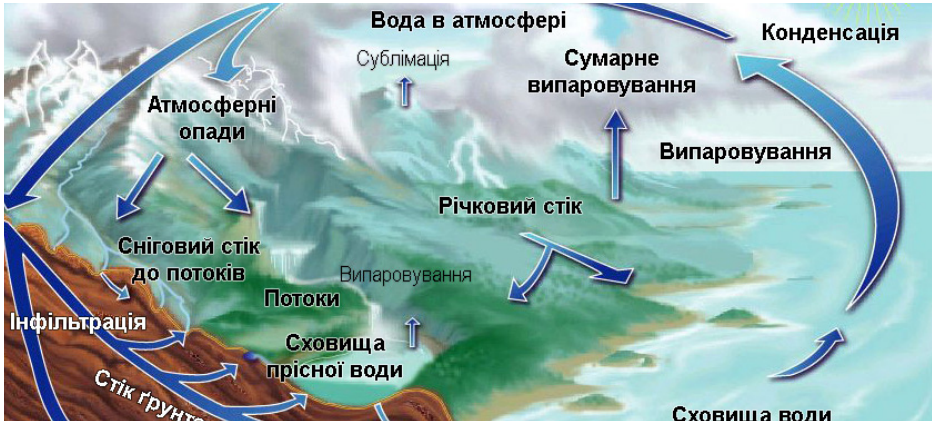 Вода в атмосфері
Конденсація
Сублімація
Сумарне
випаровування
Атмосферні
опади
Випаровування
Річковий стік
Сніговий стік
до потоків
Випаровування
Потоки
Інфільтрація
Сховища
прісної води
Стік
Сховища води